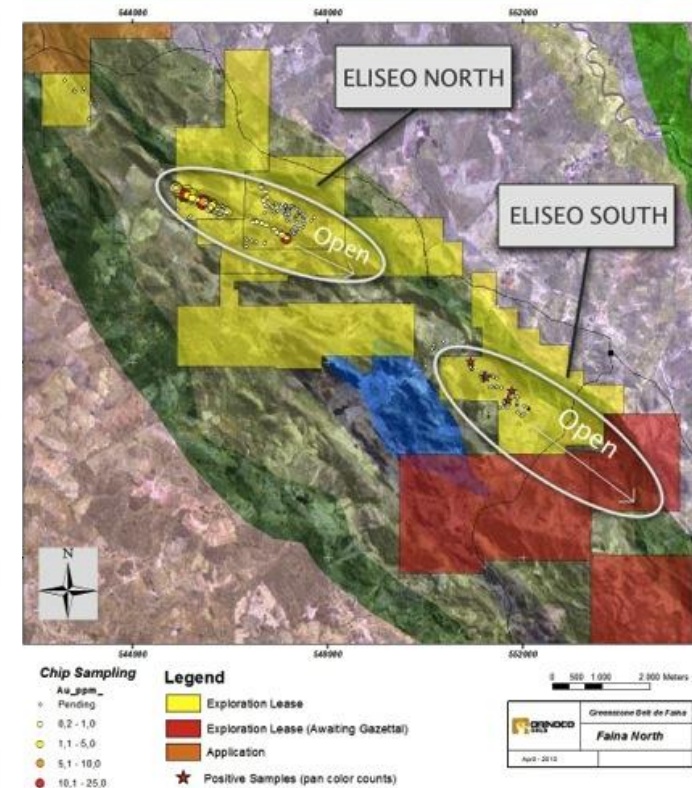 544000 548000 552000
ELISEO NORTH
ELISEO SOUTH
Open
Open
N
544000 548000 552000
Chip Sampling
Au_ppm_
Pending
0,2 - 1,0
1,1 - 5,0
5,1 - 10,0
10,1 - 25,0
Legend
Exploration Lease
Exploration Lease (Awaiting Gazettal)
Application
Positive Samples (pan color counts)
0 500 1.000 2.000 Meters
ORINOCO
GOLD
Greenstone Belt de Faina
Faina North